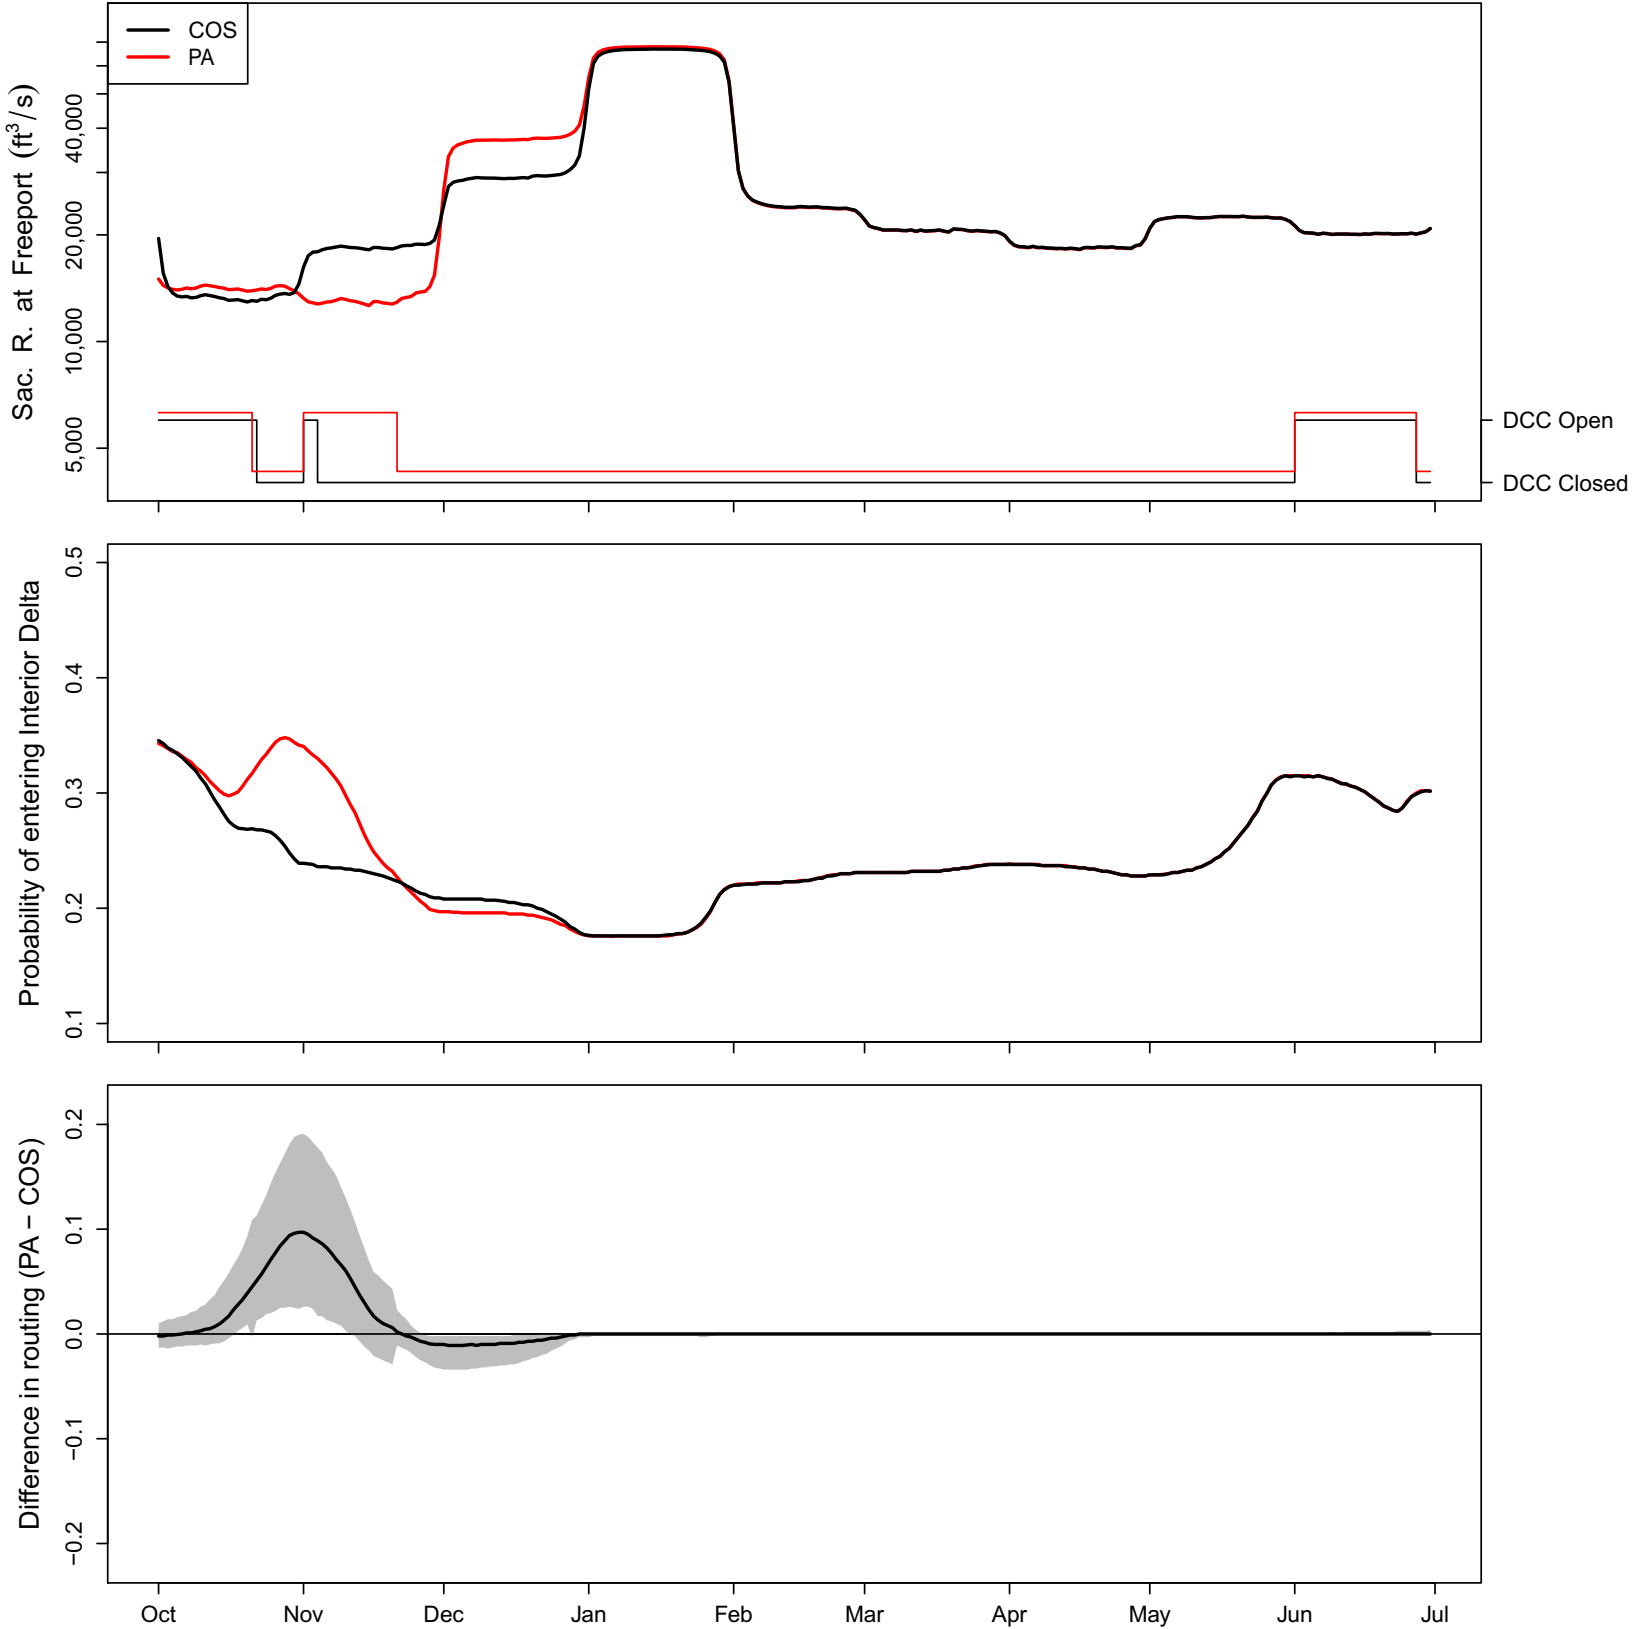 COS
PA
Sac. R. at Freeport (ft³/s)
40,000
20,000
10,000
5,000
DCC Open
DCC Closed
Probability of entering Interior Delta
0.5
0.4
0.3
0.2
0.1
Difference in routing (PA − COS)
0.2
0.1
0.0
−0.1
−0.2
Oct Nov Dec Jan Feb Mar Apr May Jun Jul